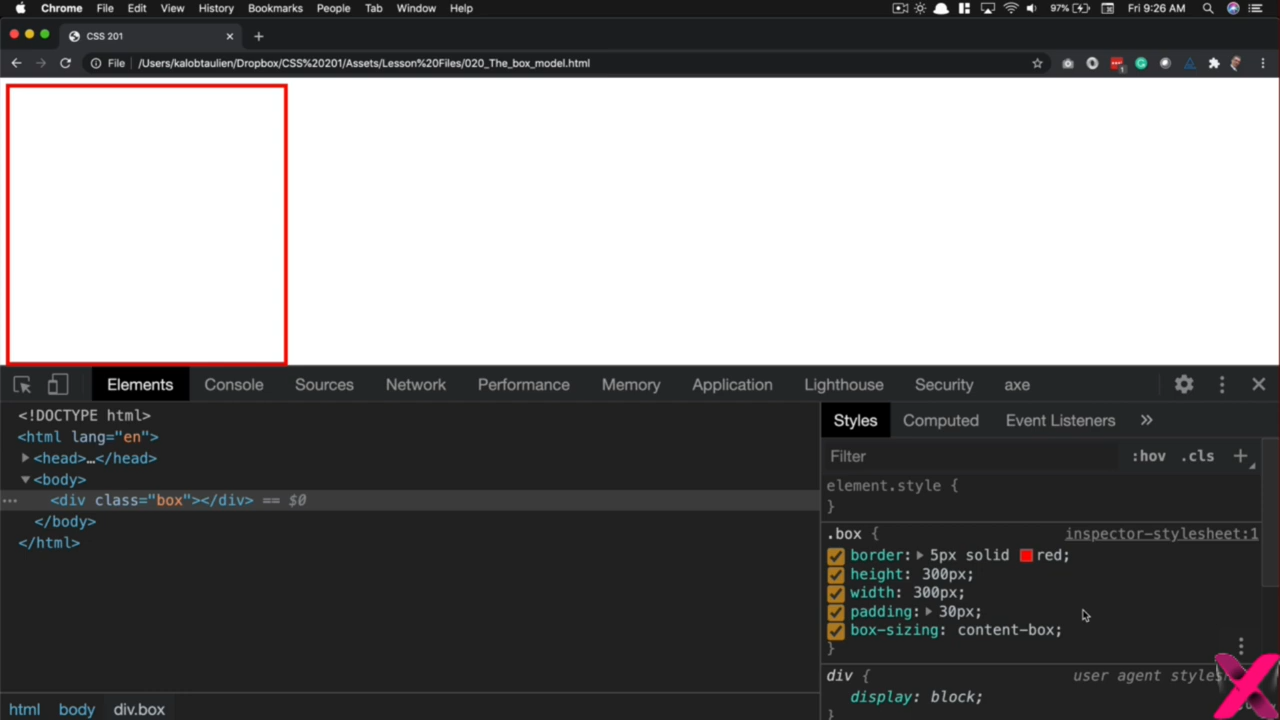 Chrome File Edit View History Bookmarks People Tab Window Help 97% Fri 9:26 AM
CSS 201
File /Users/kalobtaulien/Dropbox/CSS%20201/Assets/Lesson%20Files/020_The_box_model.html
Elements Console Sources Network Performance Memory Application Lighthouse Security axe
<!DOCTYPE html>
<html lang="en">
<head>…</head>
<body>
<div class="box"></div> == $0
</body>
</html>
html body div.box
Styles Computed Event Listeners »
Filter :hov .cls +
element.style {
}
.box { inspector-stylesheet:1
border: 5px solid red;
height: 300px;
width: 300px;
padding: 30px;
box-sizing: content-box;
}
div { user agent styles
display: block;
}